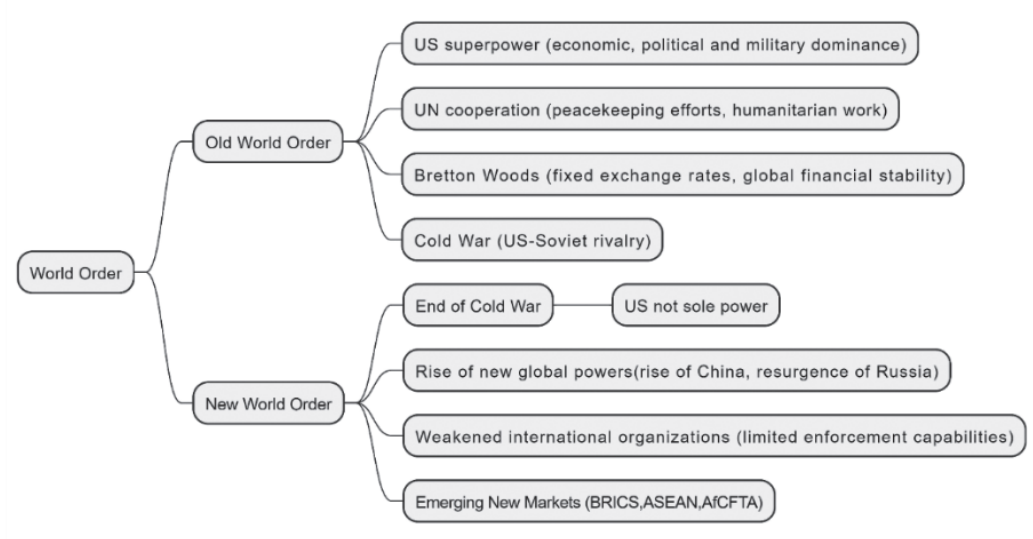 US superpower (economic, political and military dominance)
UN cooperation (peacekeeping efforts, humanitarian work)
Old World Order
Bretton Woods (fixed exchange rates, global financial stability)
Cold War (US-Soviet rivalry)
World Order
End of Cold War
US not sole power
Rise of new global powers(rise of China, resurgence of Russia)
New World Order
Weakened international organizations (limited enforcement capabilities)
Emerging New Markets (BRICS,ASEAN,AfCFTA)